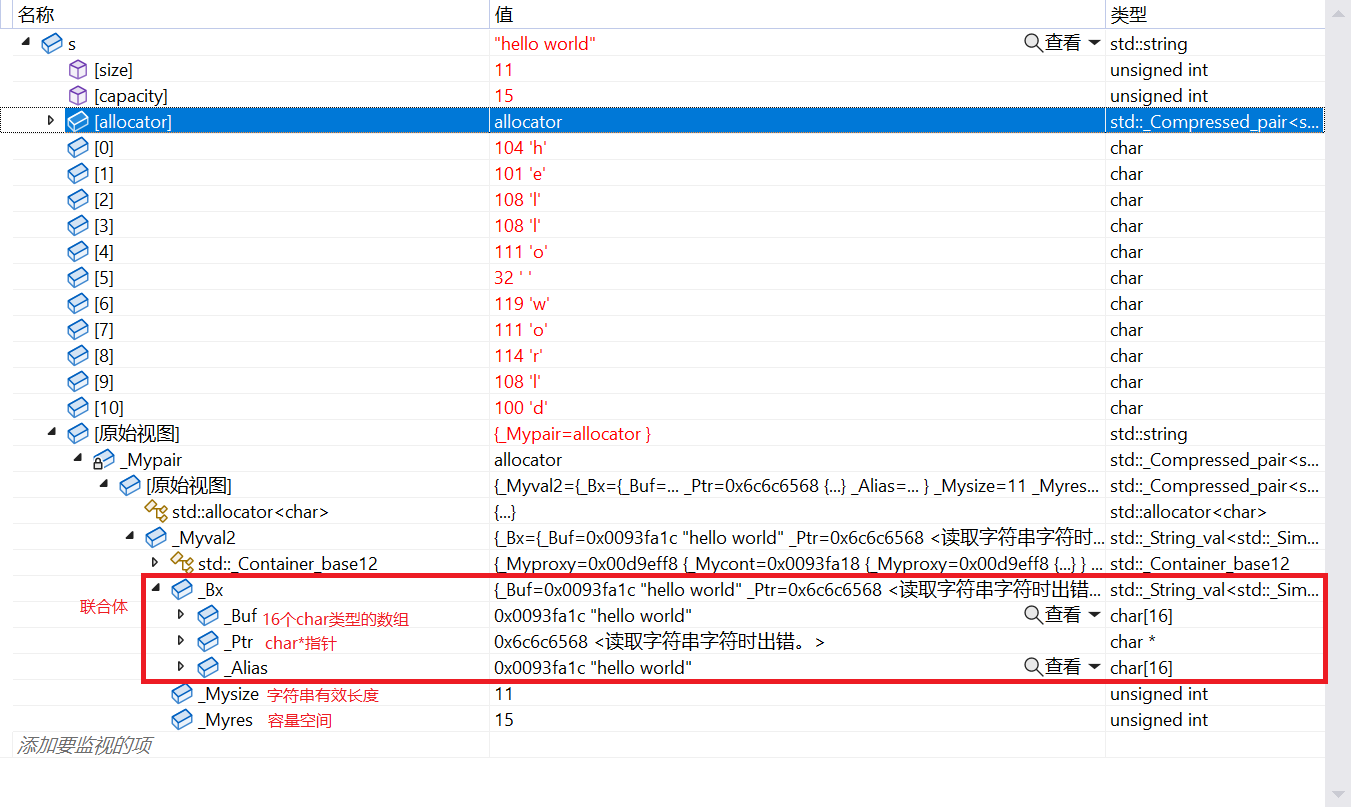 名称 值 类型
s "hello world" 查看 std::string
[size] 11 unsigned int
[capacity] 15 unsigned int
[allocator] allocator std::_Compressed_pair<s...
[0] 104 'h' char
[1] 101 'e' char
[2] 108 'l' char
[3] 108 'l' char
[4] 111 'o' char
[5] 32 ' ' char
[6] 119 'w' char
[7] 111 'o' char
[8] 114 'r' char
[9] 108 'l' char
[10] 100 'd' char
[原始视图] {_Mypair=allocator } std::string
_Mypair allocator std::_Compressed_pair<s...
[原始视图] {_Myval2={_Bx={_Buf=... _Ptr=0x6c6c6568 {...} _Alias=... } _Mysize=11 _Myres... std::_Compressed_pair<s...
std::allocator<char> {...} std::allocator<char>
_Myval2 {_Bx={_Buf=0x0093fa1c "hello world" _Ptr=0x6c6c6568 <读取字符串字符时... std::_String_val<std::_Sim...
std::_Container_base12 {_Myproxy=0x00d9eff8 {_Mycont=0x0093fa18 {_Myproxy=0x00d9eff8 {...} } ... std::_Container_base12
_Bx {_Buf=0x0093fa1c "hello world" _Ptr=0x6c6c6568 <读取字符串字符时出错... std::_String_val<std::_Sim...
联合体
_Buf 16个char类型的数组 0x0093fa1c "hello world" 查看 char[16]
_Ptr char*指针 0x6c6c6568 <读取字符串字符时出错。> char *
_Alias 0x0093fa1c "hello world" 查看 char[16]
_Mysize 字符串有效长度 11 unsigned int
_Myres 容量空间 15 unsigned int
添加要监视的项